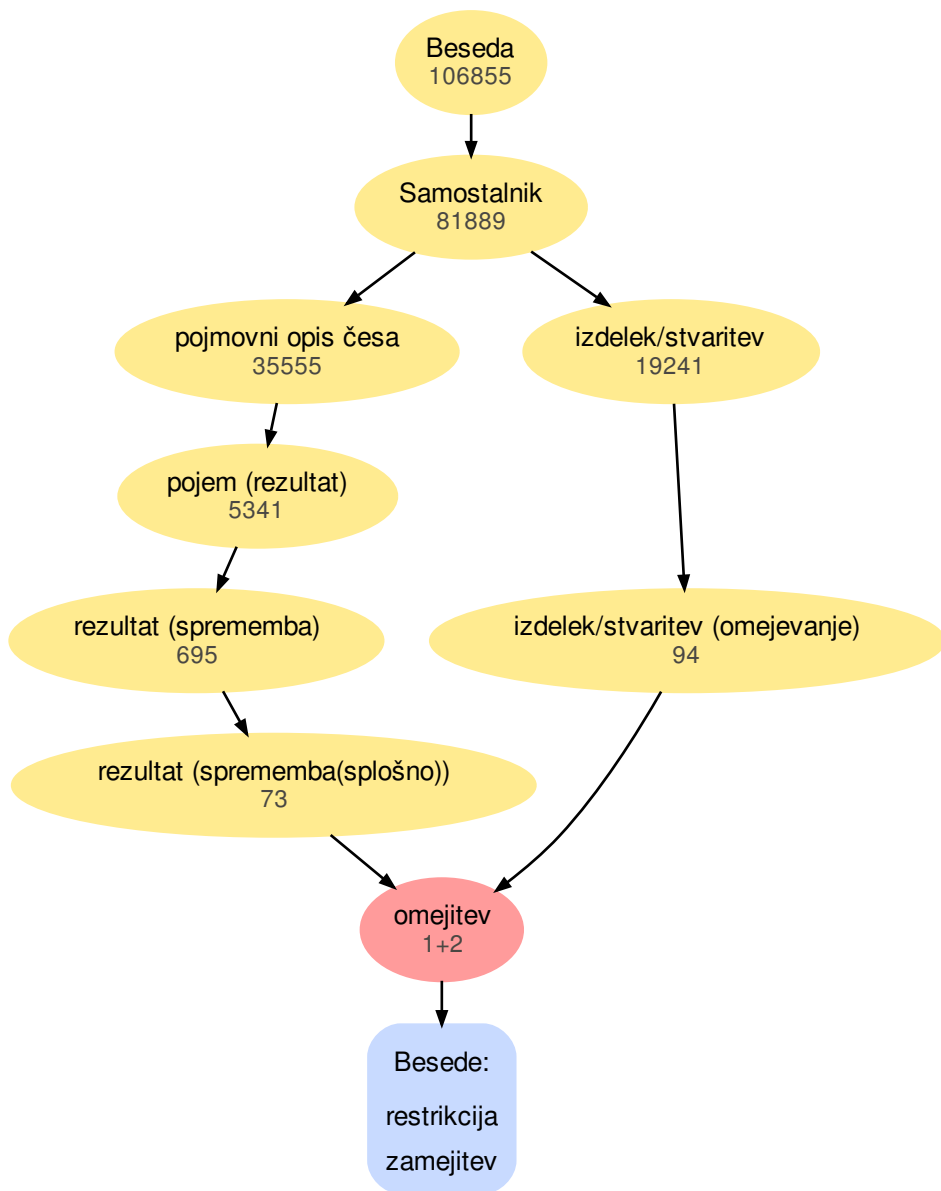 Beseda
106855
Samostalnik
81889
pojmovni opis česa
35555
izdelek/stvaritev
19241
pojem (rezultat)
5341
rezultat (sprememba)
695
izdelek/stvaritev (omejevanje)
94
rezultat (sprememba(splošno))
73
omejitev
1+2
Besede:
restrikcija
zamejitev